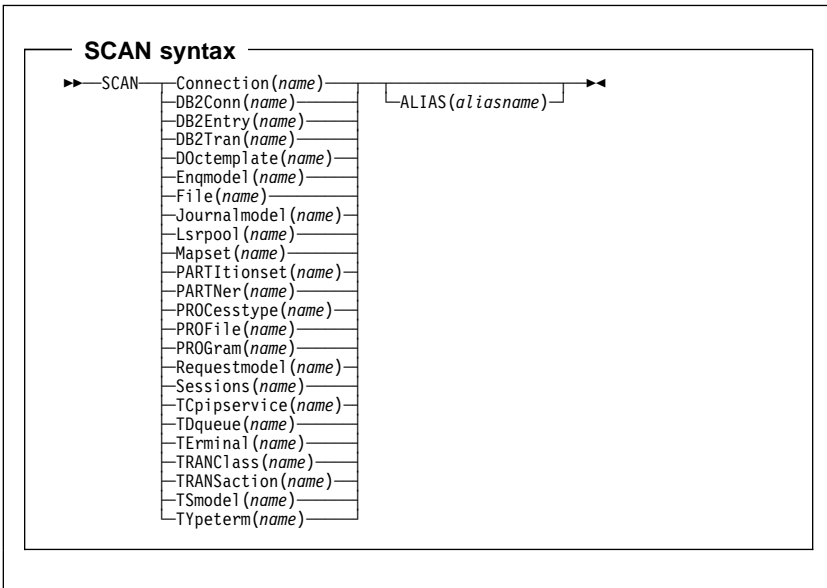 SCAN syntax
►►──SCAN──┬─Connection(name)────┬──┬──────────────────┬──►◄
├─DB2Conn(name)───────┤ └─ALIAS(aliasname)─┘
├─DB2Entry(name)──────┤
├─DB2Tran(name)───────┤
├─DOctemplate(name)───┤
├─Enqmodel(name)──────┤
├─File(name)──────────┤
├─Journalmodel(name)──┤
├─Lsrpool(name)───────┤
├─Mapset(name)────────┤
├─PARTItionset(name)──┤
├─PARTNer(name)───────┤
├─PROCesstype(name)───┤
├─PROFile(name)───────┤
├─PROGram(name)───────┤
├─Requestmodel(name)──┤
├─Sessions(name)──────┤
├─TCpipservice(name)──┤
├─TDqueue(name)───────┤
├─TErminal(name)──────┤
├─TRANClass(name)─────┤
├─TRANSaction(name)───┤
├─TSmodel(name)───────┤
└─TYpeterm(name)──────┘